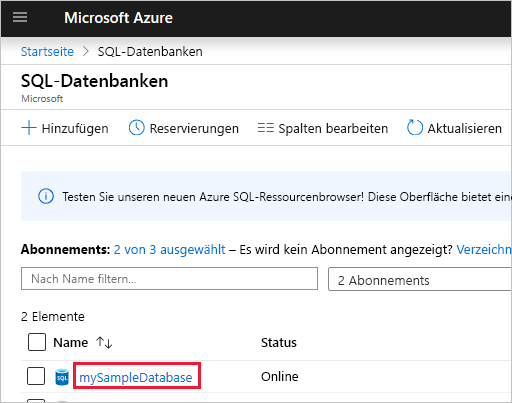 Microsoft Azure
Startseite > SQL-Datenbanken
SQL-Datenbanken
Microsoft
Hinzufügen Reservierungen Spalten bearbeiten Aktualisieren
Testen Sie unseren neuen Azure SQL-Ressourcenbrowser! Diese Oberfläche bietet
Abonnements: 2 von 3 ausgewählt – Es wird kein Abonnement angezeigt?
Nach Name filtern... 2 Abonnements
2 Elemente
Name Status
SQL mySampleDatabase Online